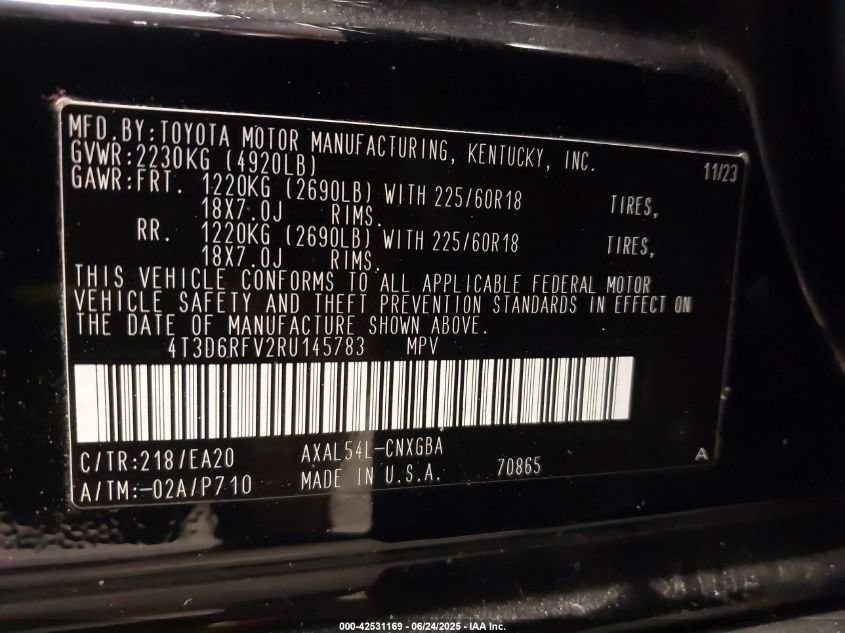 MFD.BY:TOYOTA MOTOR MANUFACTURING, KENTUCKY, INC. 11/23
GVWR:2230KG (4920LB)
GAWR:FRT. 1220KG (2690LB) WITH 225/60R18 TIRES,
18X7.0J RIMS.
RR. 1220KG (2690LB) WITH 225/60R18 TIRES,
18X7.0J RIMS.
THIS VEHICLE CONFORMS TO ALL APPLICABLE FEDERAL MOTOR
VEHICLE SAFETY AND THEFT PREVENTION STANDARDS IN EFFECT ON
THE DATE OF MANUFACTURE SHOWN ABOVE.
4T3D6RFV2RU145783 MPV
C/TR:218/EA20 AXAL54L-CNXGBA A
A/TM:-02A/P710 MADE IN U.S.A. 70865
000-42531169 - 06/24/2025 - IAA Inc.